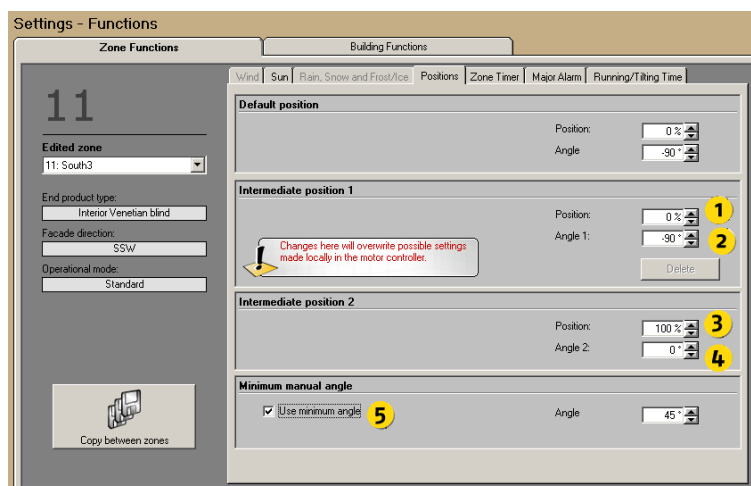 Settings - Functions
Zone Functions
Building Functions
Wind
Sun
Rain, Snow and Frost/Ice
Positions
Zone Timer
Major Alarm
Running/Tilting Time
11
Edited zone
11: South3
End product type:
Interior Venetian blind
Facade direction:
SSW
Operational mode:
Standard
Copy between zones
Default position
Position:
0 %
Angle
-90 °
Intermediate position 1
Position:
0 %
1
Angle 1:
-90 °
2
Changes here will overwrite possible settings
made locally in the motor controller.
Delete
Intermediate position 2
Position:
100 %
3
Angle 2:
0 °
4
Minimum manual angle
Use minimum angle
5
Angle
45 °